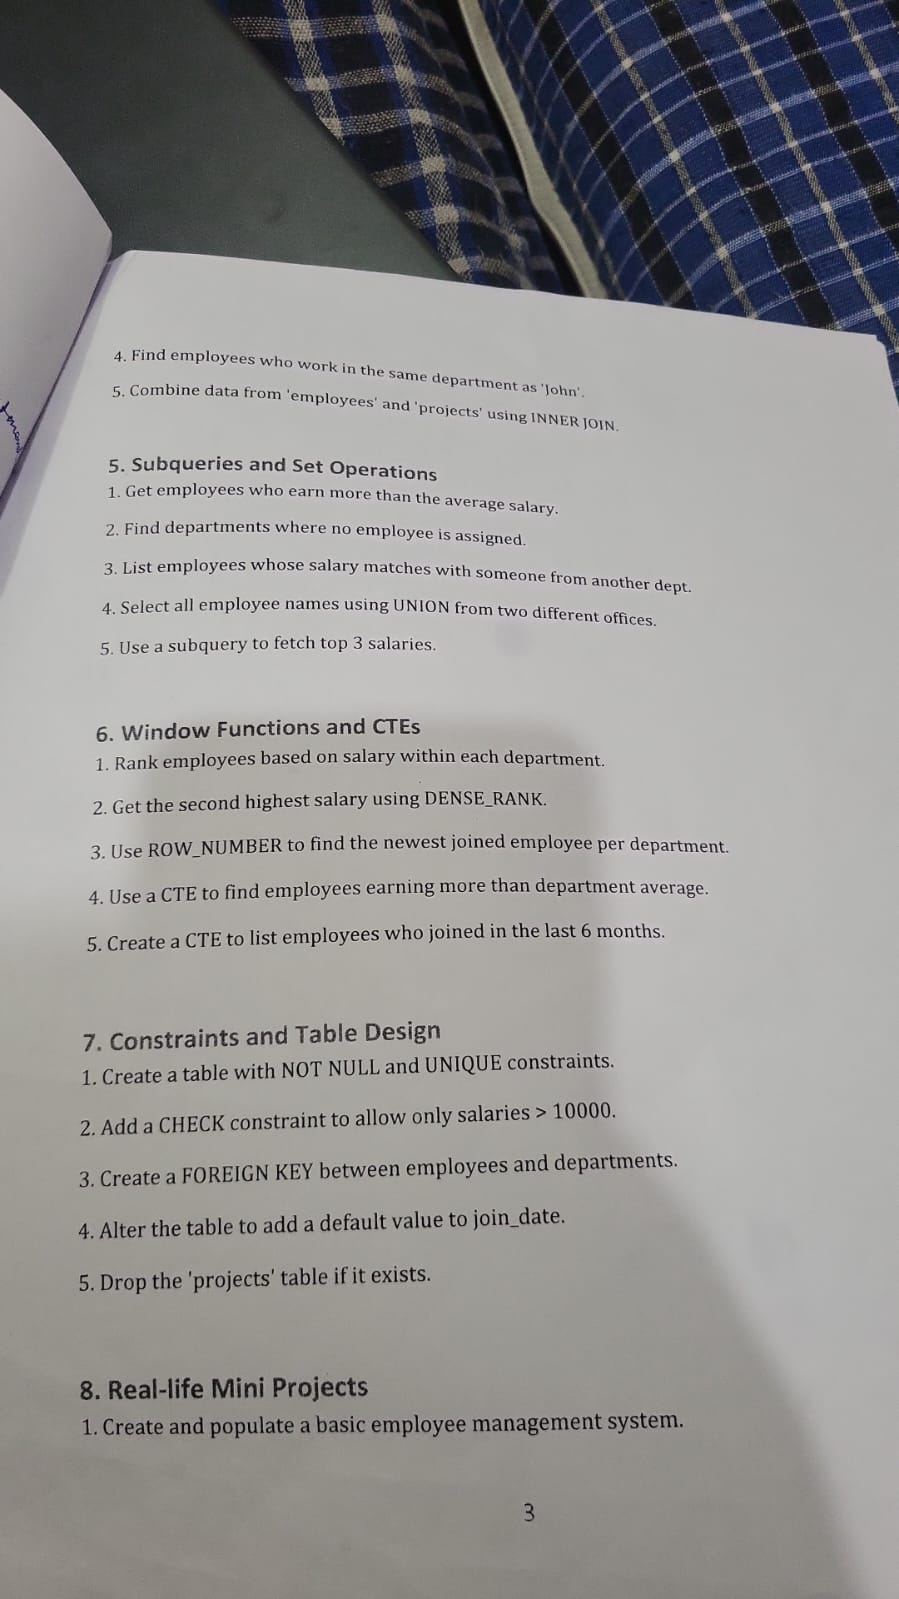 4. Find employees who work in the same department as 'John'.
5. Combine data from 'employees' and 'projects' using INNER JOIN.
5. Subqueries and Set Operations
1. Get employees who earn more than the average salary.
2. Find departments where no employee is assigned.
3. List employees whose salary matches with someone from another dept.
4. Select all employee names using UNION from two different offices.
5. Use a subquery to fetch top 3 salaries.
6. Window Functions and CTEs
1. Rank employees based on salary within each department.
2. Get the second highest salary using DENSE_RANK.
3. Use ROW_NUMBER to find the newest joined employee per department.
4. Use a CTE to find employees earning more than department average.
5. Create a CTE to list employees who joined in the last 6 months.
7. Constraints and Table Design
1. Create a table with NOT NULL and UNIQUE constraints.
2. Add a CHECK constraint to allow only salaries > 10000.
3. Create a FOREIGN KEY between employees and departments.
4. Alter the table to add a default value to join_date.
5. Drop the 'projects' table if it exists.
8. Real-life Mini Projects
1. Create and populate a basic employee management system.
3